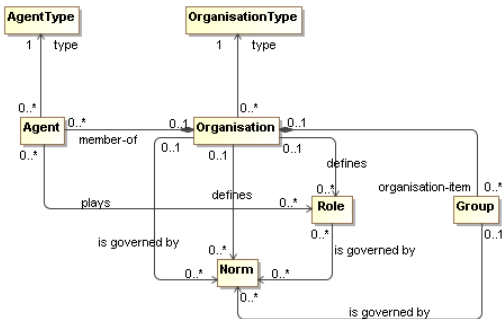 AgentType OrganisationType
1 type 1 type
0..* 0..*
Agent 0..* 0..1 Organisation 0..1
0..* member-of 0..1 0..1 0..1
defines
0..* organisation-item 0..*
plays defines 0..* Role Group
is governed by 0..* 0..* is governed by 0..1
0..* Norm 0..*
0..*
is governed by